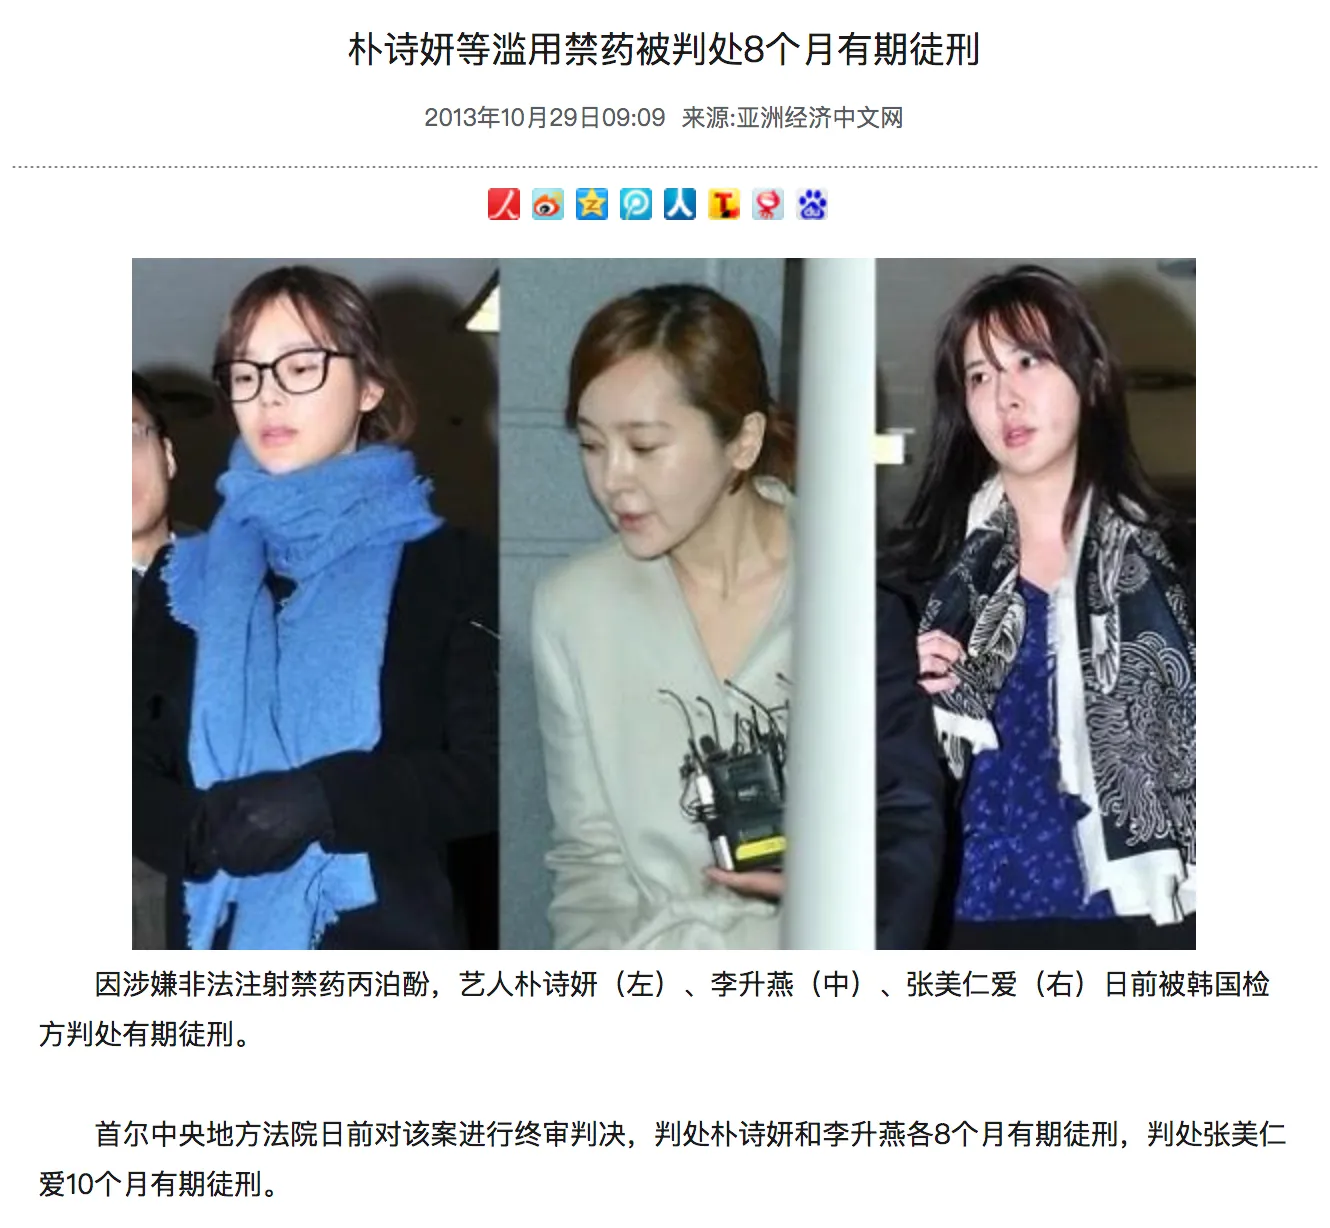 朴诗妍等滥用禁药被判处8个月有期徒刑
2013年10月29日09:09 来源:亚洲经济中文网
因涉嫌非法注射禁药丙泊酚，艺人朴诗妍（左）、李升燕（中）、张美仁爱（右）日前被韩国检
方判处有期徒刑。
首尔中央地方法院日前对该案进行终审判决，判处朴诗妍和李升燕各8个月有期徒刑，判处张美仁
爱10个月有期徒刑。